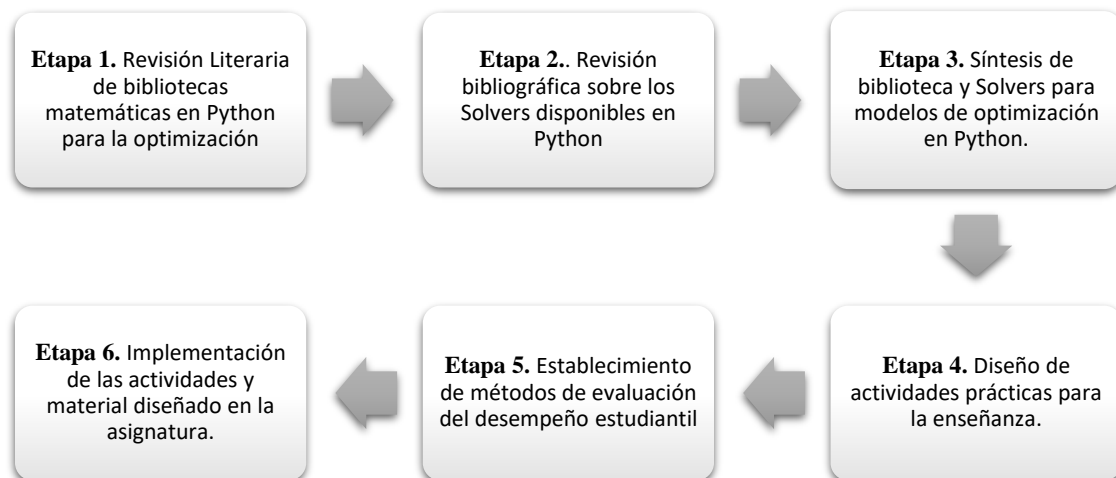 Etapa 1. Revisión Literaria
de bibliotecas
matemáticas en Python
para la optimización
Etapa 2.. Revisión
bibliográfica sobre los
Solvers disponibles en
Python
Etapa 3. Síntesis de
biblioteca y Solvers para
modelos de optimización
en Python.
Etapa 4. Diseño de
actividades prácticas para
la enseñanza.
Etapa 5. Establecimiento
de métodos de evaluación
del desempeño estudiantil
Etapa 6. Implementación
de las actividades y
material diseñado en la
asignatura.